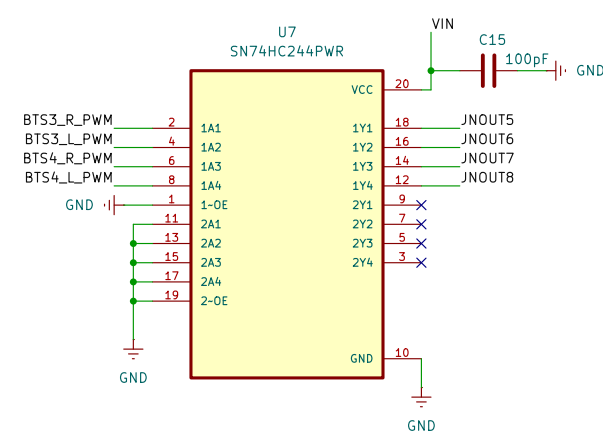 VIN
U7
SN74HC244PWR
C15
100pF
GND
VCC 20
BTS3_R_PWM 2 1A1 1Y1 18 JNOUT5
BTS3_L_PWM 4 1A2 1Y2 16 JNOUT6
BTS4_R_PWM 6 1A3 1Y3 14 JNOUT7
BTS4_L_PWM 8 1A4 1Y4 12 JNOUT8
GND 1 1-OE 2Y1 9
11 2A1 2Y2 7
13 2A2 2Y3 5
15 2A3 2Y4 3
17 2A4
19 2-OE
GND 10
GND
GND